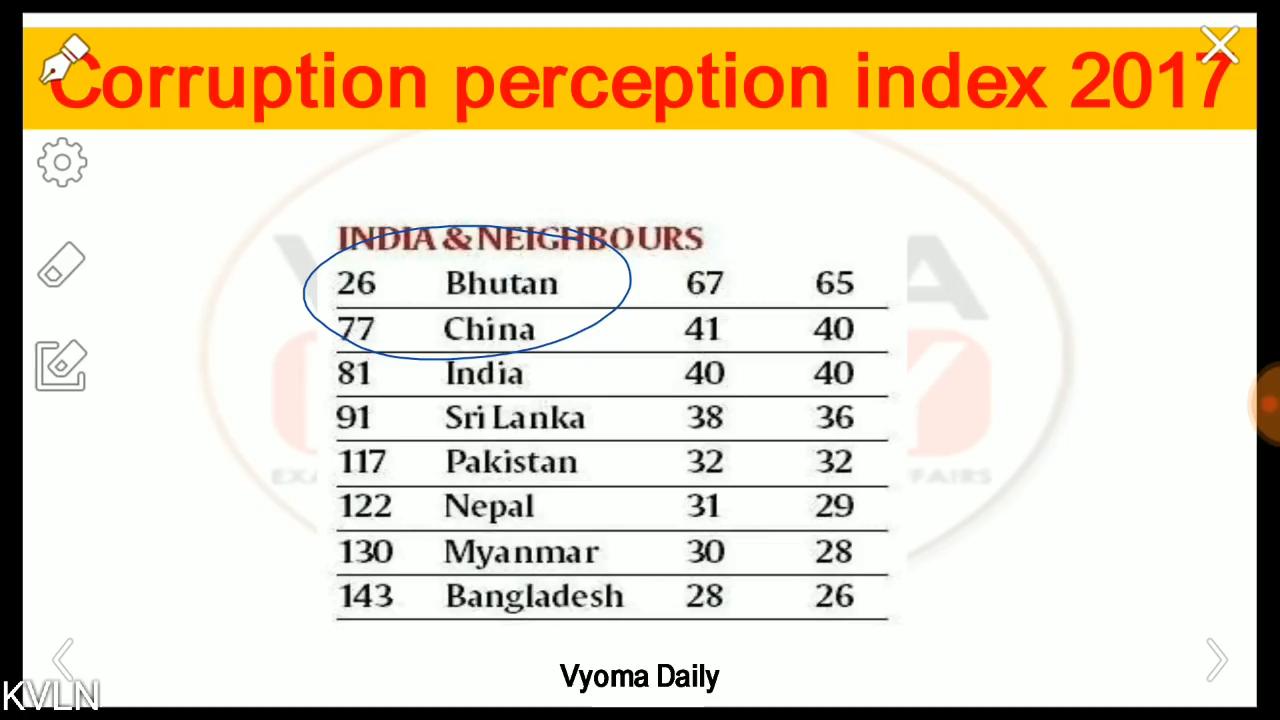 Corruption perception index 2017
INDIA & NEIGHBOURS
26 Bhutan 67 65
77 China 41 40
81 India 40 40
91 Sri Lanka 38 36
117 Pakistan 32 32
122 Nepal 31 29
130 Myanmar 30 28
143 Bangladesh 28 26
Vyoma Daily
KVLN